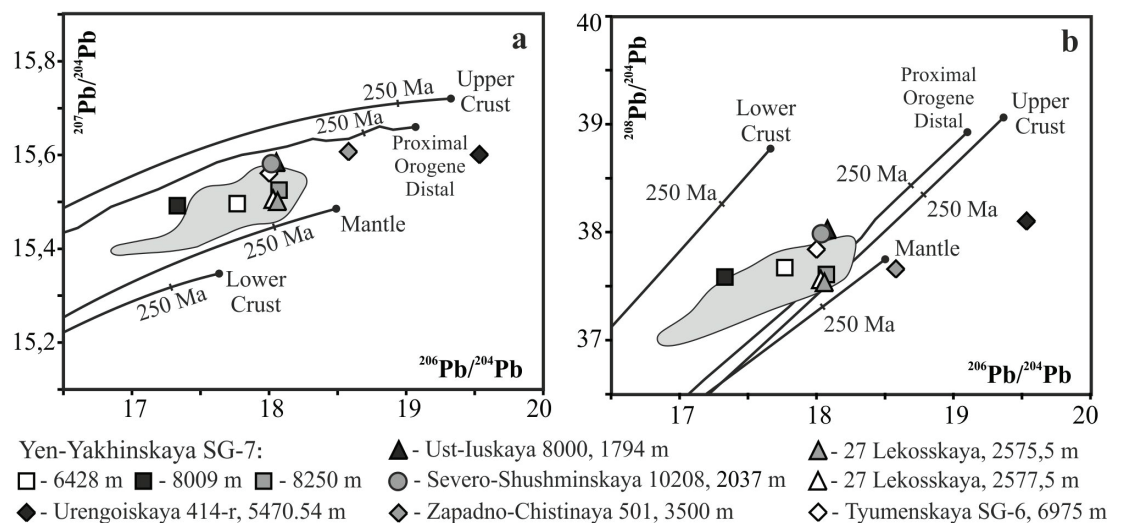 a
15,8
15,6
15,4
15,2
²⁰⁷Pb/²⁰⁴Pb
250 Ma
Upper
Crust
250 Ma
Proximal
Orogene
Distal
Mantle
250 Ma
Lower
Crust
250 Ma
²⁰⁶Pb/²⁰⁴Pb
17 18 19 20
b
40
39
38
37
²⁰⁸Pb/²⁰⁴Pb
Lower
Crust
250 Ma
Proximal
Orogene
Distal
Upper
Crust
250 Ma
250 Ma
Mantle
250 Ma
²⁰⁶Pb/²⁰⁴Pb
17 18 19 20
Yen-Yakhinskaya SG-7:
- 6428 m - 8009 m - 8250 m
- Urengoiskaya 414-r, 5470.54 m
- Ust-Iuskaya 8000, 1794 m
- Severo-Shushminskaya 10208, 2037 m
- Zapadno-Chistinaya 501, 3500 m
- 27 Lekosskaya, 2575,5 m
- 27 Lekosskaya, 2577,5 m
- Tyumenskaya SG-6, 6975 m